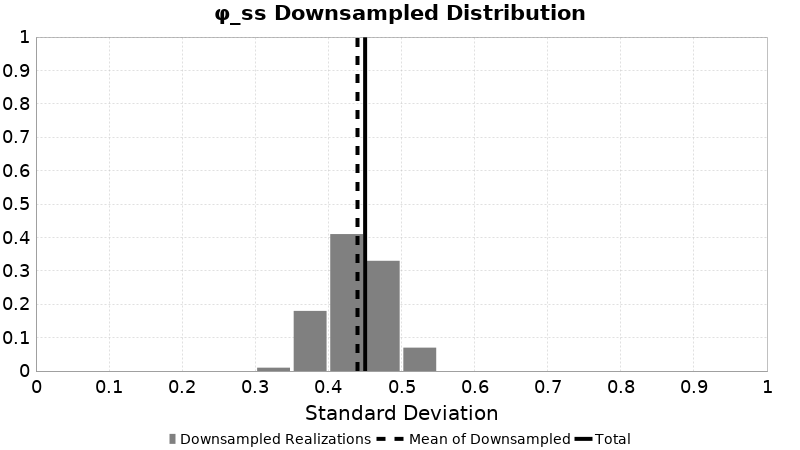 φ_ss Downsampled Distribution
1
0.9
0.8
0.7
0.6
0.5
0.4
0.3
0.2
0.1
0
0 0.1 0.2 0.3 0.4 0.5 0.6 0.7 0.8 0.9 1
Standard Deviation
Downsampled Realizations Mean of Downsampled Total